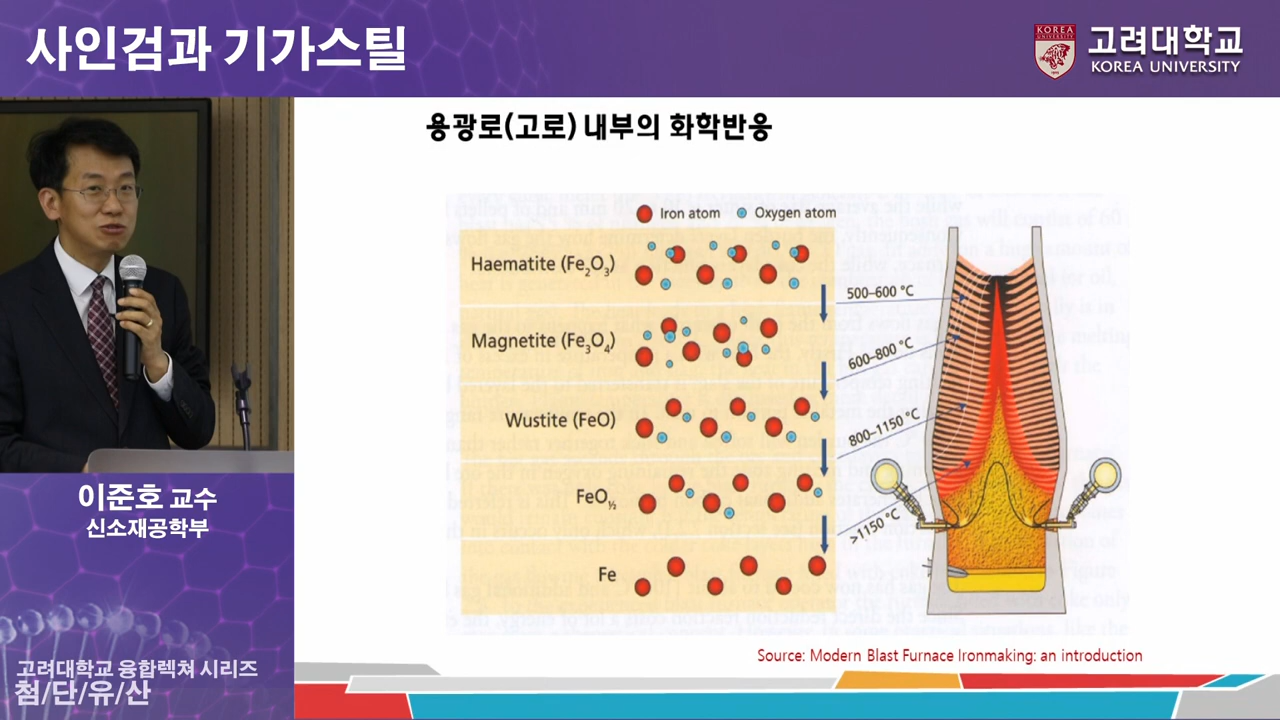 사인검과 기가스틸
KOREA
UNIVERSITY
고려대학교
KOREA UNIVERSITY
용광로(고로) 내부의 화학반응
Iron atom Oxygen atom
Haematite (Fe₂O₃)
500–600 °C
Magnetite (Fe₃O₄)
600–800 °C
Wustite (FeO)
800–1150 °C
FeO½
>1150 °C
Fe
Source: Modern Blast Furnace Ironmaking: an introduction
이준호 교수
신소재공학부
고려대학교 융합렉쳐 시리즈
첨/단/유/산